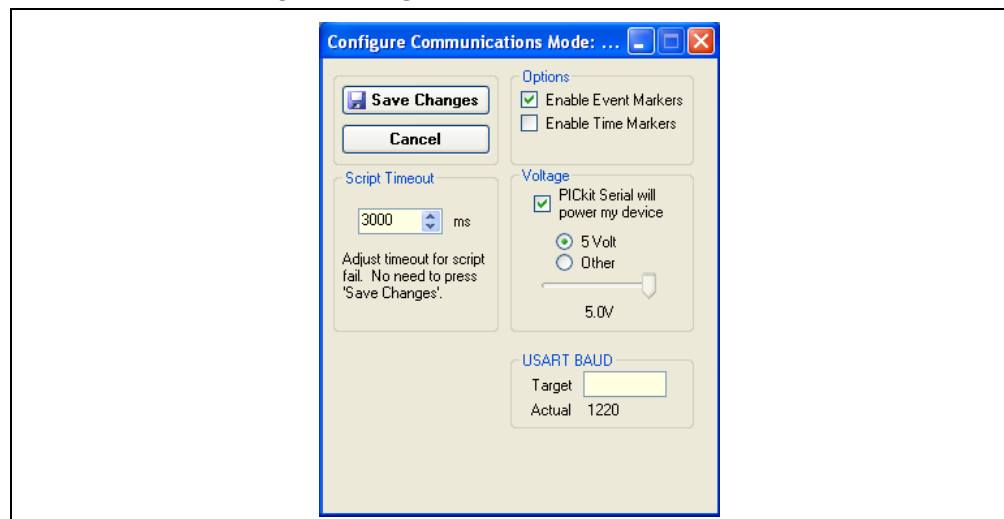 Configure Communications Mode: ...
Save Changes
Cancel
Options
Enable Event Markers
Enable Time Markers
Script Timeout
3000 ms
Adjust timeout for script
fail. No need to press
'Save Changes'.
Voltage
PICkit Serial will
power my device
5 Volt
Other
5.0V
USART BAUD
Target
Actual 1220